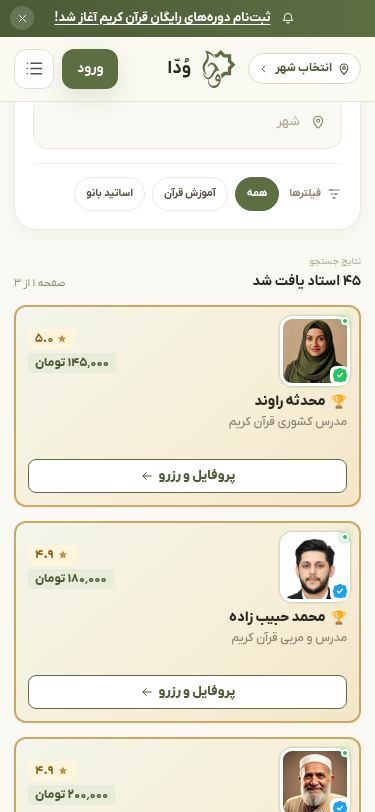 ثبت‌نام دوره‌های رایگان قرآن کریم آغاز شد!
انتخاب شهر
وُدّا
ورود
شهر
فیلترها
همه
آموزش قرآن
اساتید بانو
نتایج جستجو
۴۵ استاد یافت شد
صفحه ۱ از ۳
۵.۰
۱۴۵,۰۰۰ تومان
محدثه راوند
مدرس کشوری قرآن کریم
پروفایل و رزرو
۴.۹
۱۸۰,۰۰۰ تومان
محمد حبیب زاده
مدرس و مربی قرآن کریم
پروفایل و رزرو
۴.۹
۲۰۰,۰۰۰ تومان